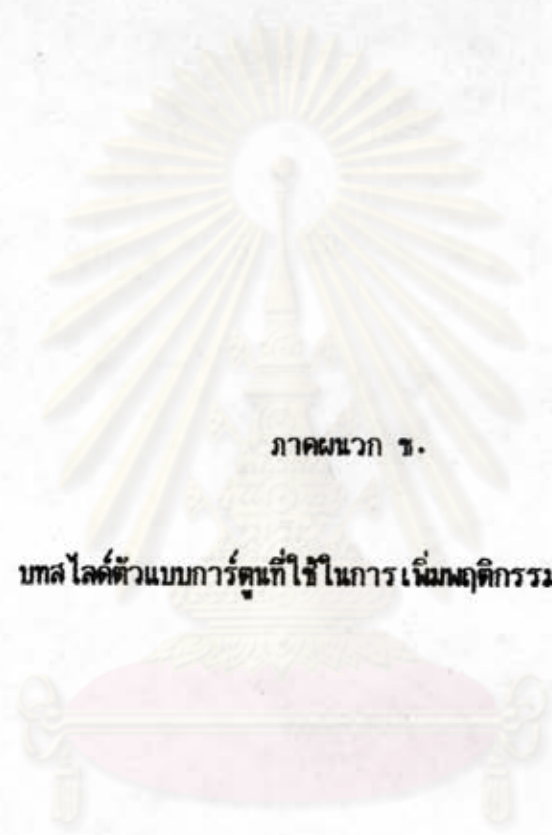 ภาคผนวก ช.
บทสไลด์ตัวแบบการ์ตูนที่ใช้ในการเพิ่มพฤติกรรม